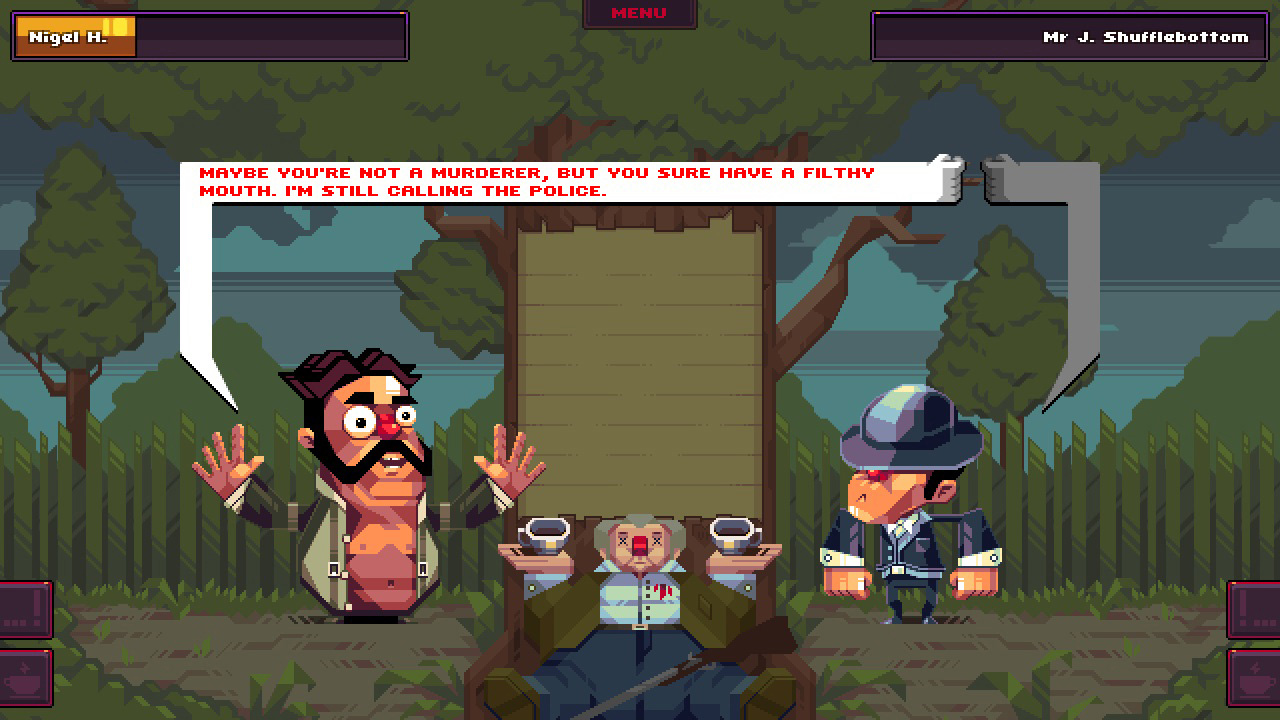 MENU
Nigel H.
Mr J. Shufflebottom
MAYBE YOU'RE NOT A MURDERER, BUT YOU SURE HAVE A FILTHY
MOUTH. I'M STILL CALLING THE POLICE.